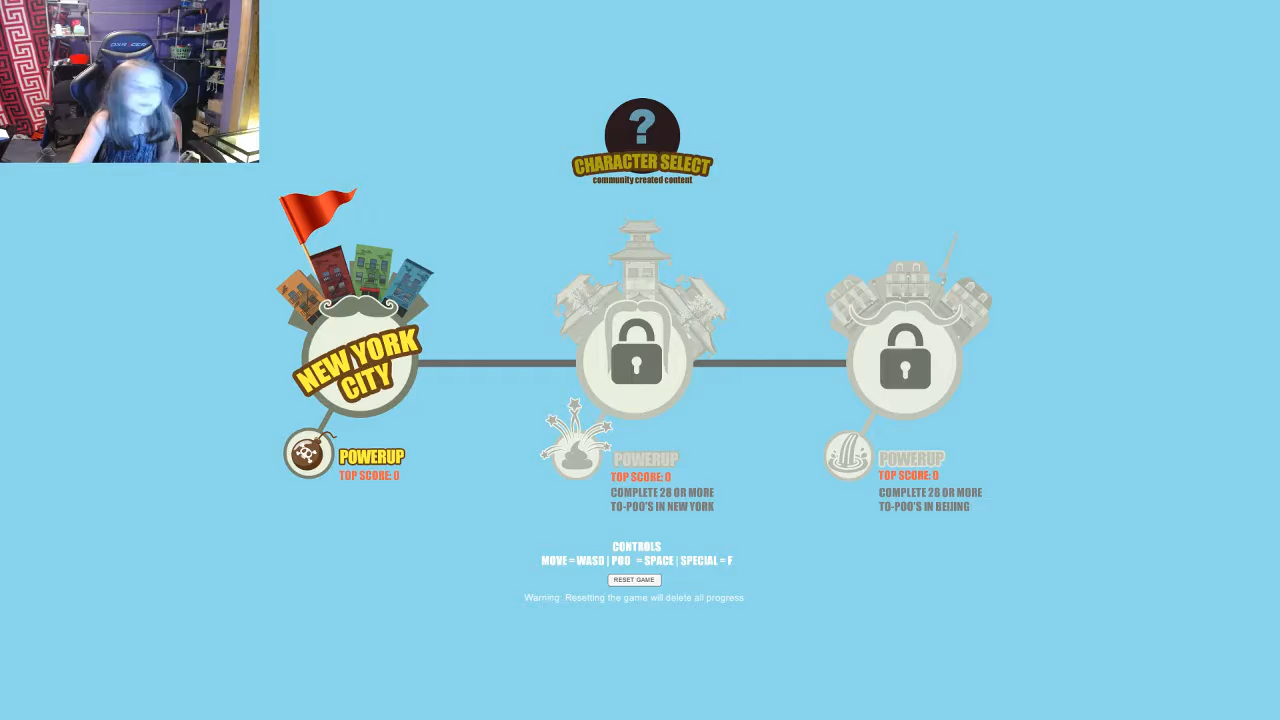 DXRACER
?
CHARACTER SELECT
community created content
NEW YORK
CITY
POWERUP
TOP SCORE: 0
POWERUP
TOP SCORE: 0
COMPLETE 28 OR MORE
TO-POO'S IN NEW YORK
POWERUP
TOP SCORE: 0
COMPLETE 28 OR MORE
TO-POO'S IN BEIJING
CONTROLS
MOVE = WASD | POO = SPACE | SPECIAL = F
RESET GAME
Warning: Resetting the game will delete all progress